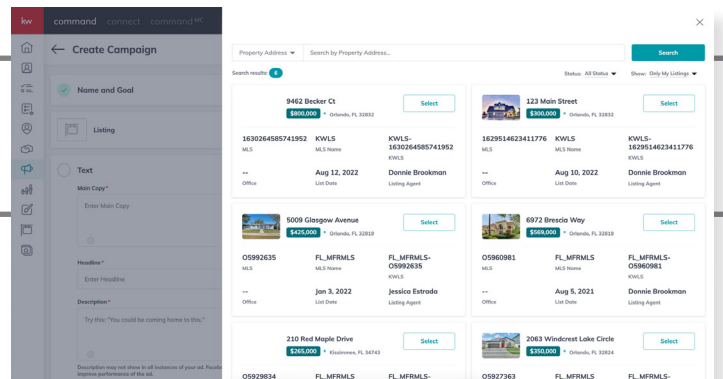 kw command connect command MC
← Create Campaign
Name and Goal
Listing
Text
Main Copy*
Enter Main Copy
Headline*
Enter Headline
Description*
Try this: "You could be coming home to this."
Description may not show in all instances of your ad. Facebo
improve performance of the ad.
Property Address Search by Property Address... Search
Search results: 6 Status: All Status Show: Only My Listings
9462 Becker Ct Select
$800,000 * Orlando, FL 32832
1630264585741952 KWLS KWLS-
1630264585741952
MLS MLS Name KWLS
-- Aug 12, 2022 Donnie Brookman
Office List Date Listing Agent
123 Main Street Select
$300,000 * Orlando, FL 32832
1629514623411776 KWLS KWLS-
1629514623411776
MLS MLS Name KWLS
-- Aug 10, 2022 Donnie Brookman
Office List Date Listing Agent
5009 Glasgow Avenue Select
$425,000 * Orlando, FL 32819
O5992635 FL_MFRMLS FL_MFRMLS-
O5992635
MLS MLS Name KWLS
-- Jan 3, 2022 Jessica Estrada
Office List Date Listing Agent
6972 Brescia Way Select
$569,000 * Orlando, FL 32819
O5960981 FL_MFRMLS FL_MFRMLS-
O5960981
MLS MLS Name KWLS
-- Aug 5, 2021 Donnie Brookman
Office List Date Listing Agent
210 Red Maple Drive Select
$265,000 * Kissimmee, FL 34743
O5929834 FL_MFRMLS FL_MFRMLS-
2063 Windcrest Lake Circle Select
$350,000 * Orlando, FL 32824
O5927363 FL_MFRMLS FL_MFRMLS-